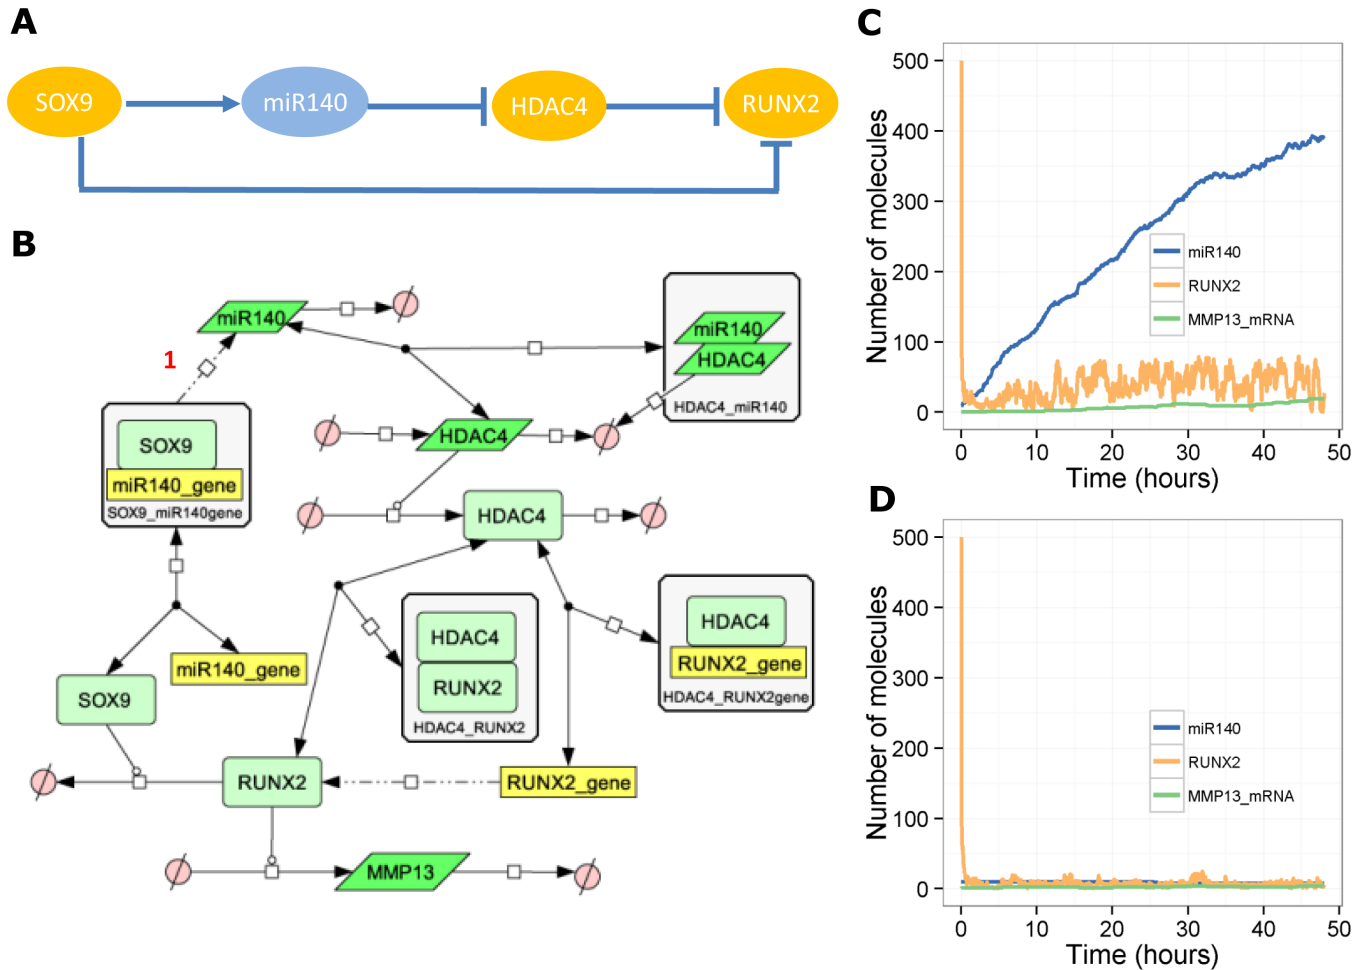 A
SOX9
miR140
HDAC4
RUNX2
B
miR140
1
miR140
HDAC4
HDAC4_miR140
HDAC4
SOX9
miR140_gene
SOX9_miR140gene
HDAC4
HDAC4
RUNX2
HDAC4_RUNX2
HDAC4
RUNX2_gene
HDAC4_RUNX2gene
miR140_gene
SOX9
RUNX2
RUNX2_gene
MMP13
C
Number of molecules
500
400
300
200
100
0
miR140
RUNX2
MMP13_mRNA
0 10 20 30 40 50
Time (hours)
D
Number of molecules
500
400
300
200
100
0
miR140
RUNX2
MMP13_mRNA
0 10 20 30 40 50
Time (hours)